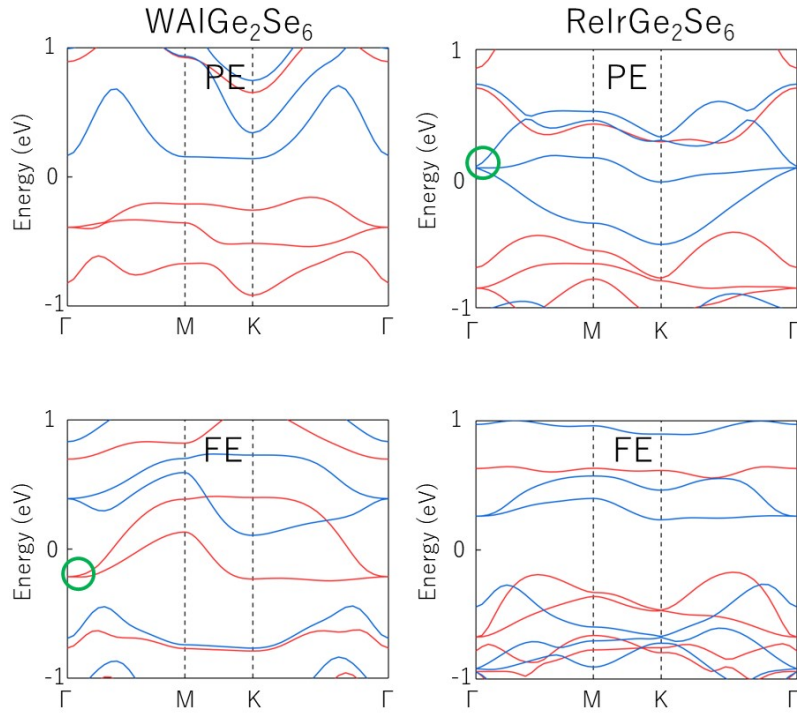 WAlGe₂Se₆
ReIrGe₂Se₆
1
PE
Energy (eV)
0
-1
Γ
M
K
Γ
1
PE
Energy (eV)
0
-1
Γ
M
K
Γ
1
FE
Energy (eV)
0
-1
Γ
M
K
Γ
1
FE
Energy (eV)
0
-1
Γ
M
K
Γ